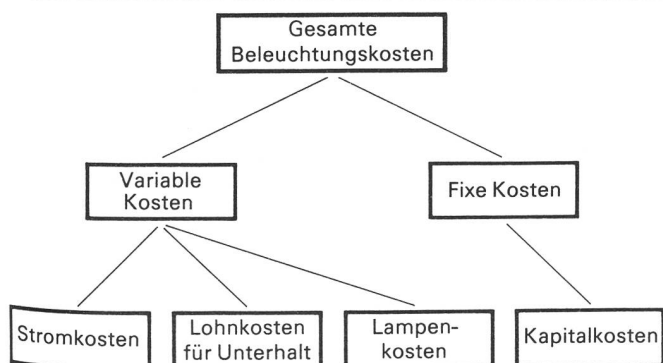 Gesamte
Beleuchtungskosten
Variable
Kosten
Fixe Kosten
Stromkosten
Lohnkosten
für Unterhalt
Lampen-
kosten
Kapitalkosten